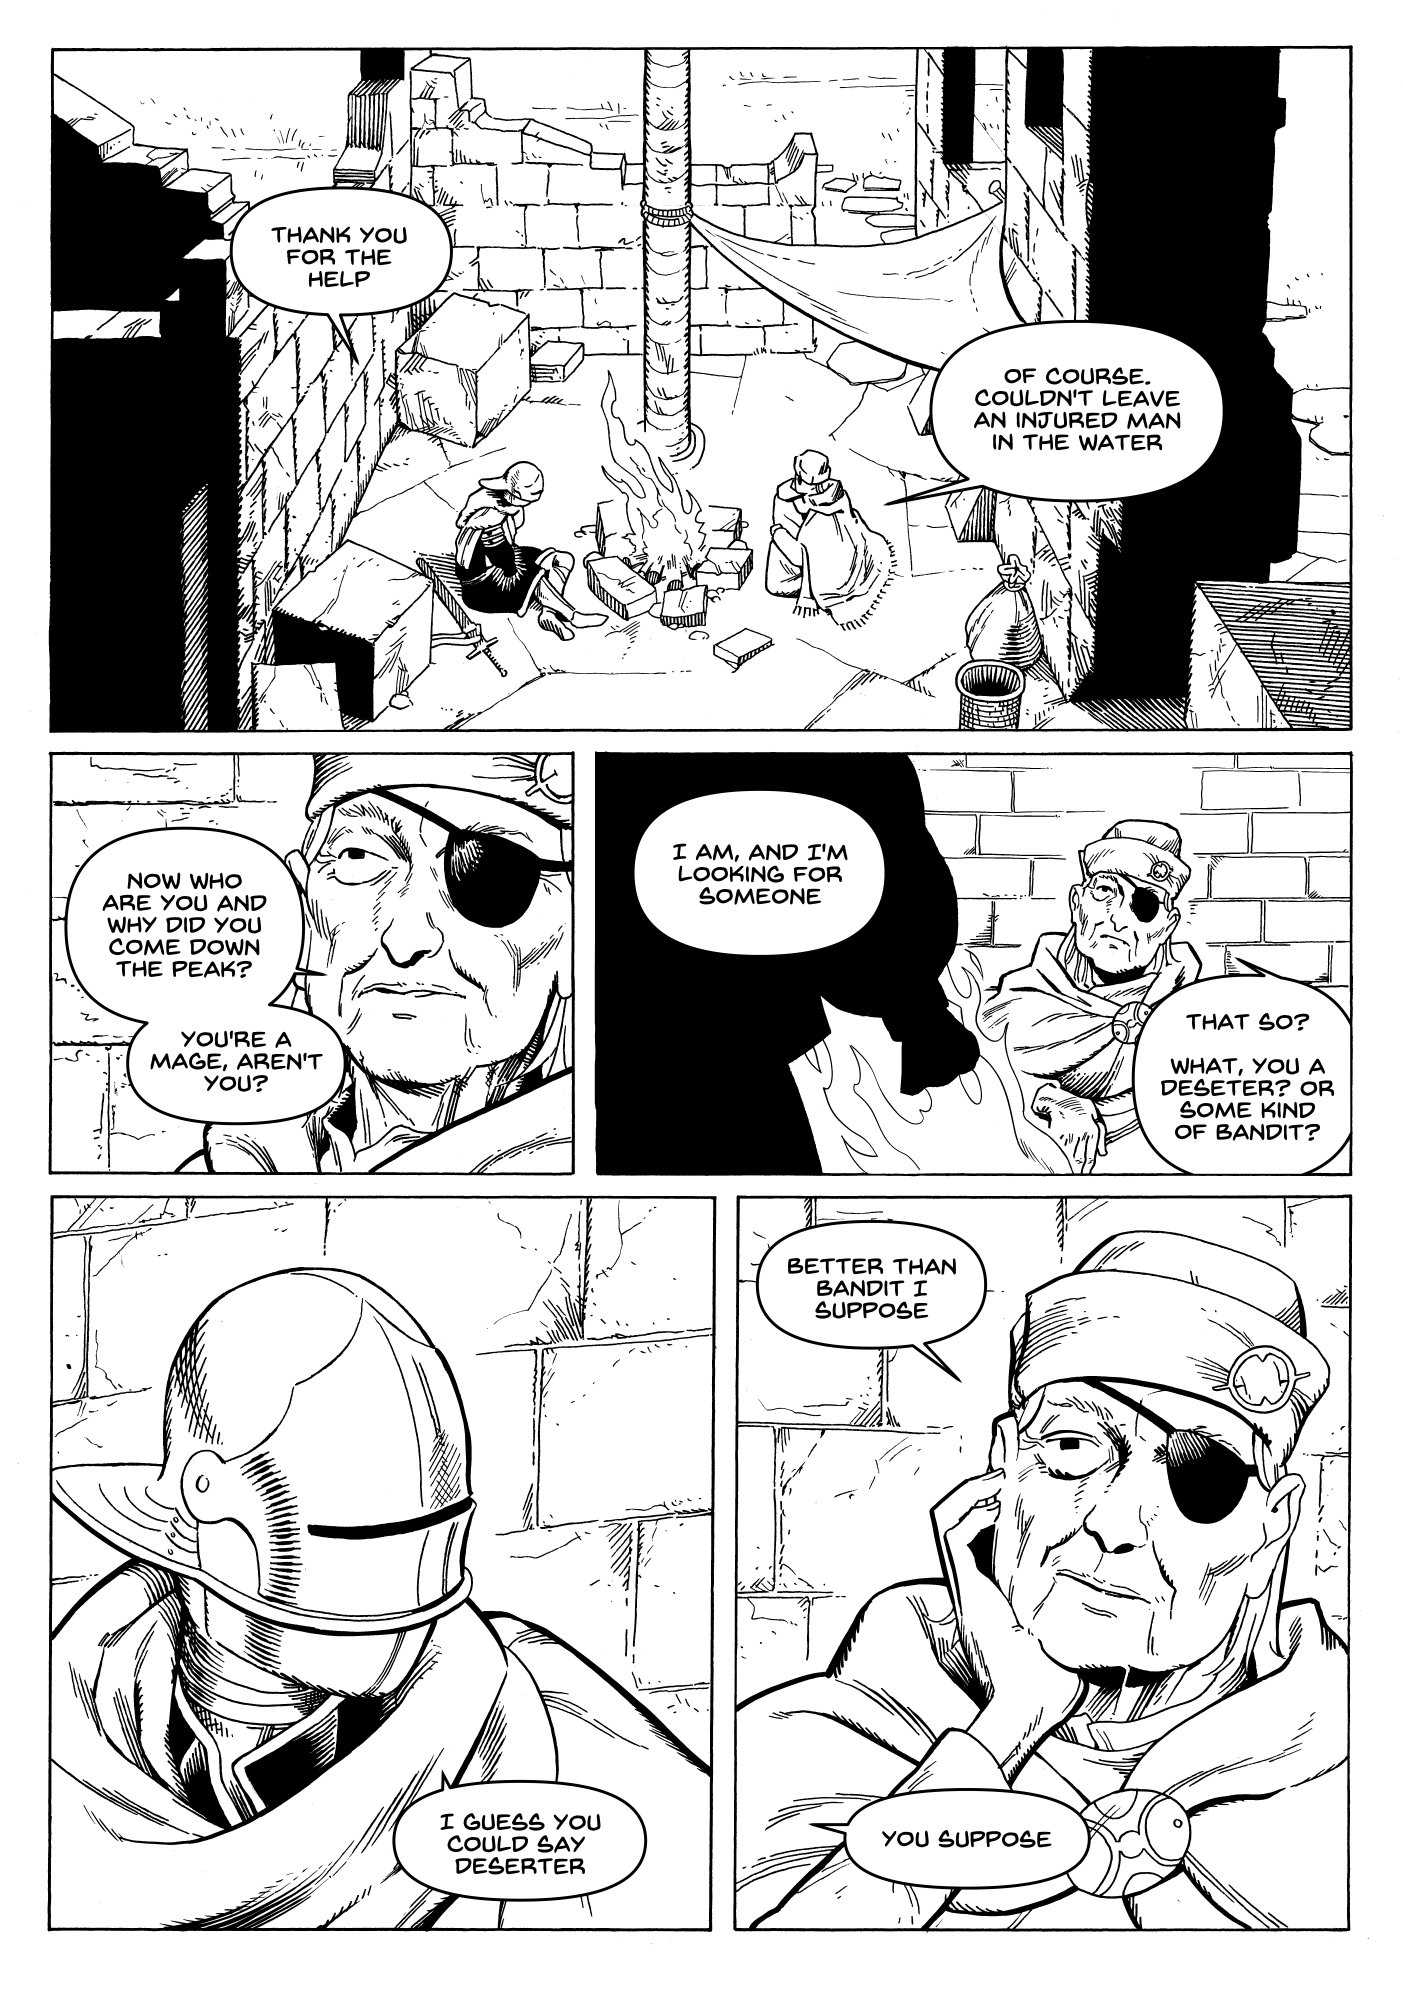 THANK YOU
FOR THE
HELP
OF COURSE.
COULDN'T LEAVE
AN INJURED MAN
IN THE WATER
NOW WHO
ARE YOU AND
WHY DID YOU
COME DOWN
THE PEAK?
YOU'RE A
MAGE, AREN'T
YOU?
I AM, AND I'M
LOOKING FOR
SOMEONE
THAT SO?
WHAT, YOU A
DESETER? OR
SOME KIND
OF BANDIT?
I GUESS YOU
COULD SAY
DESERTER
BETTER THAN
BANDIT I
SUPPOSE
YOU SUPPOSE